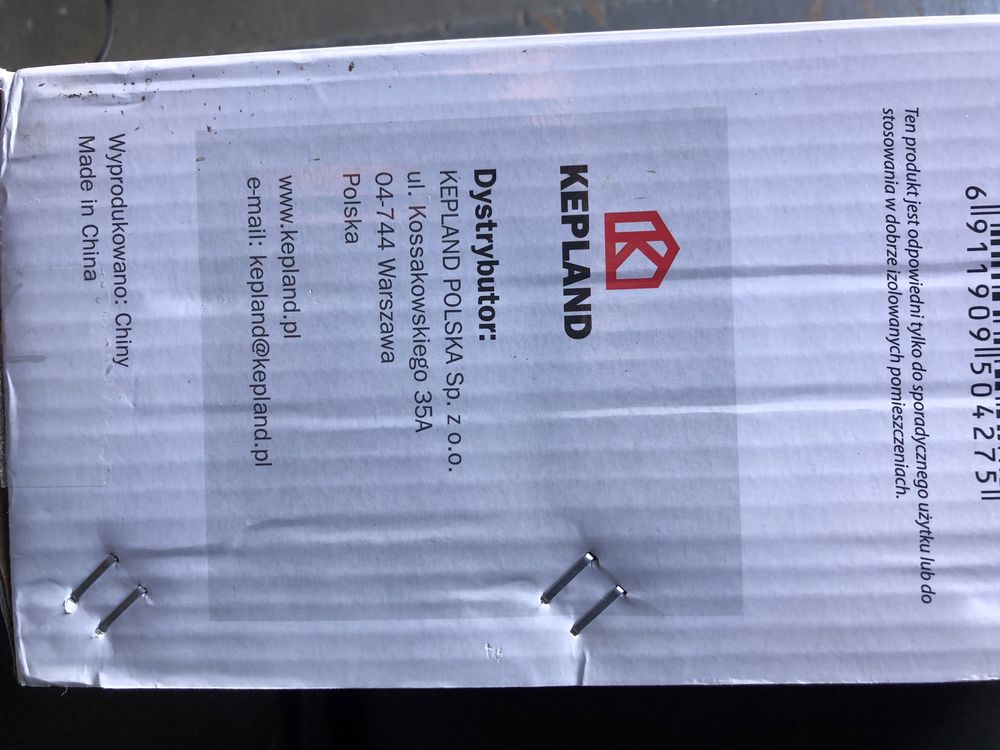 6 911909 504275
Ten produkt jest odpowiedni tylko do sporadycznego użytku lub do
stosowania w dobrze izolowanych pomieszczeniach.
KEPLAND
Dystrybutor:
KEPLAND POLSKA Sp. z o.o.
ul. Kossakowskiego 35A
04-744 Warszawa
Polska
www.kepland.pl
e-mail: kepland@kepland.pl
Wyprodukowano: Chiny
Made in China